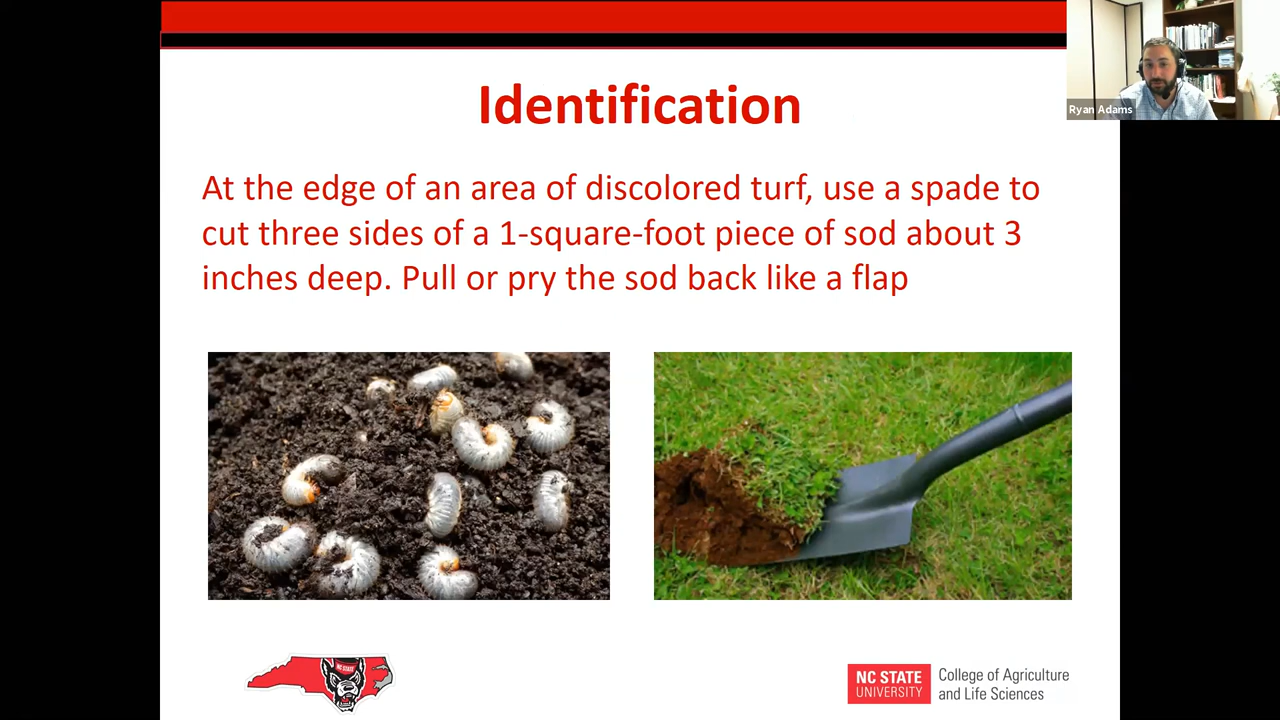 Identification
Ryan Adams
At the edge of an area of discolored turf, use a spade to
cut three sides of a 1-square-foot piece of sod about 3
inches deep. Pull or pry the sod back like a flap
NC STATE
NC STATE
UNIVERSITY
College of Agriculture
and Life Sciences